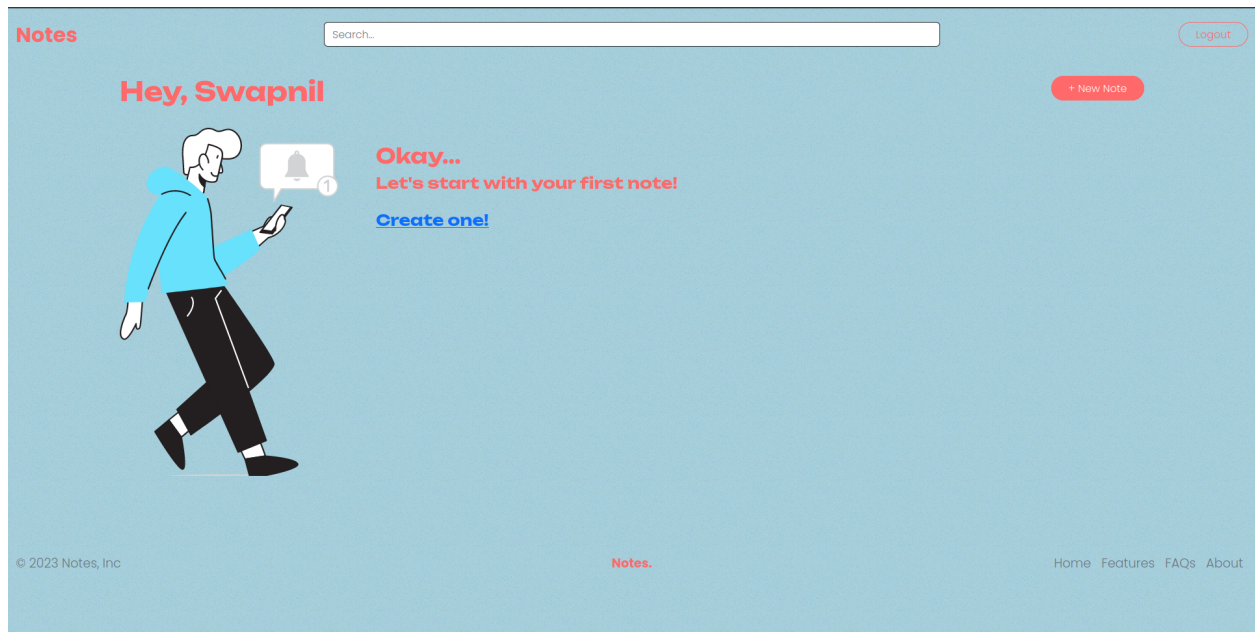 Notes
Search...
Logout
Hey, Swapnil
+ New Note
1
Okay...
Let's start with your first note!
Create one!
© 2023 Notes, Inc
Notes.
Home Features FAQs About